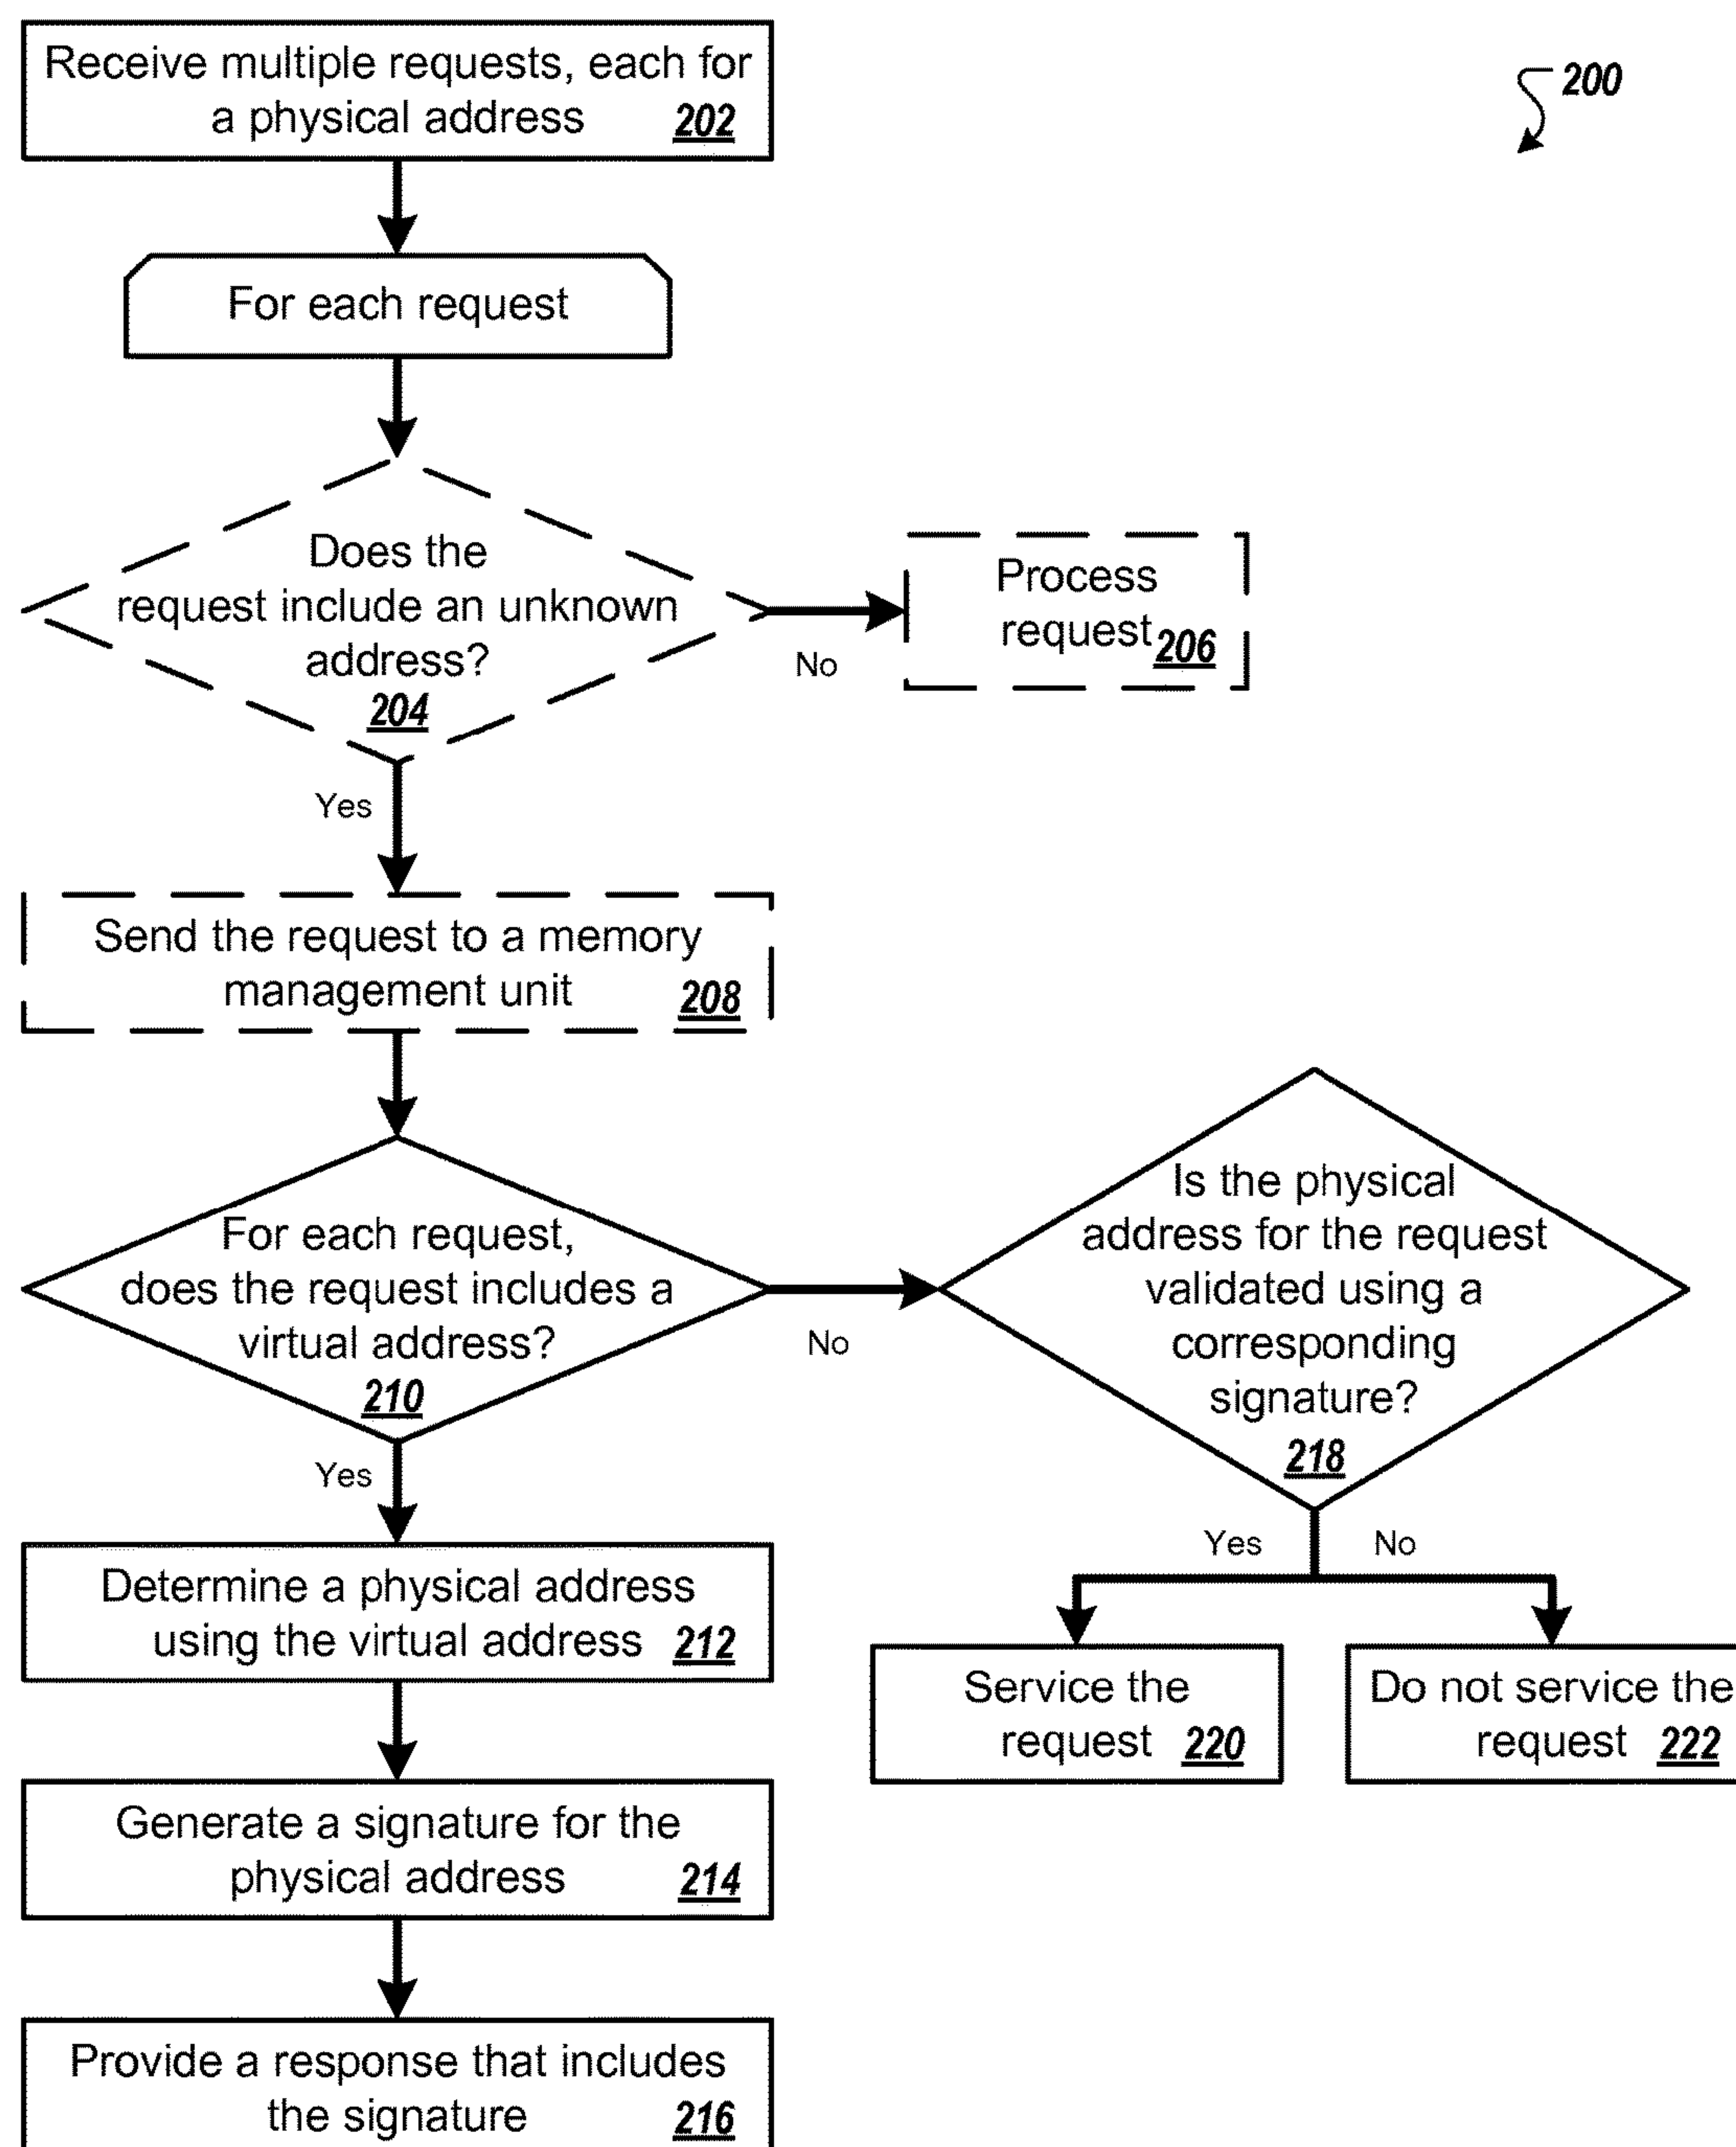 Receive multiple requests, each for
a physical address 202
200
For each request
Does the
request include an unknown
address?
204
No
Process
request 206
Yes
Send the request to a memory
management unit 208
For each request,
does the request includes a
virtual address?
210
No
Is the physical
address for the request
validated using a
corresponding
signature?
218
Yes
Determine a physical address
using the virtual address 212
Yes No
Service the
request 220
Do not service the
request 222
Generate a signature for the
physical address 214
Provide a response that includes
the signature 216